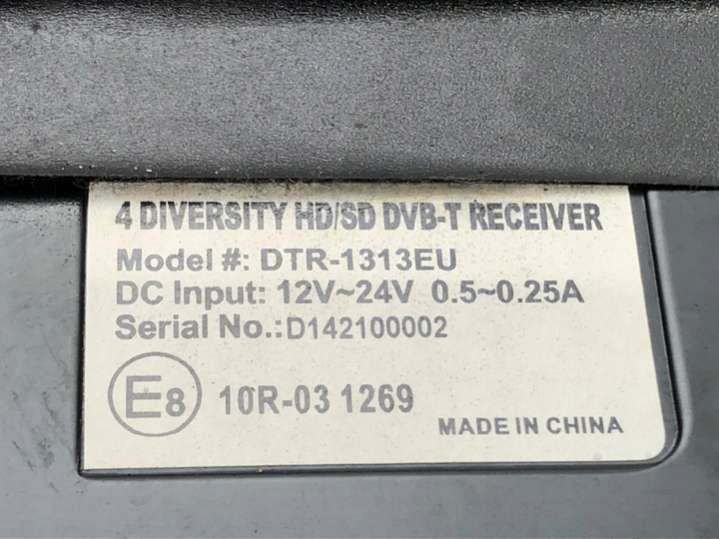 4 DIVERSITY HD/SD DVB-T RECEIVER
Model #: DTR-1313EU
DC Input: 12V~24V 0.5~0.25A
Serial No.:D142100002
E8 10R-03 1269
MADE IN CHINA